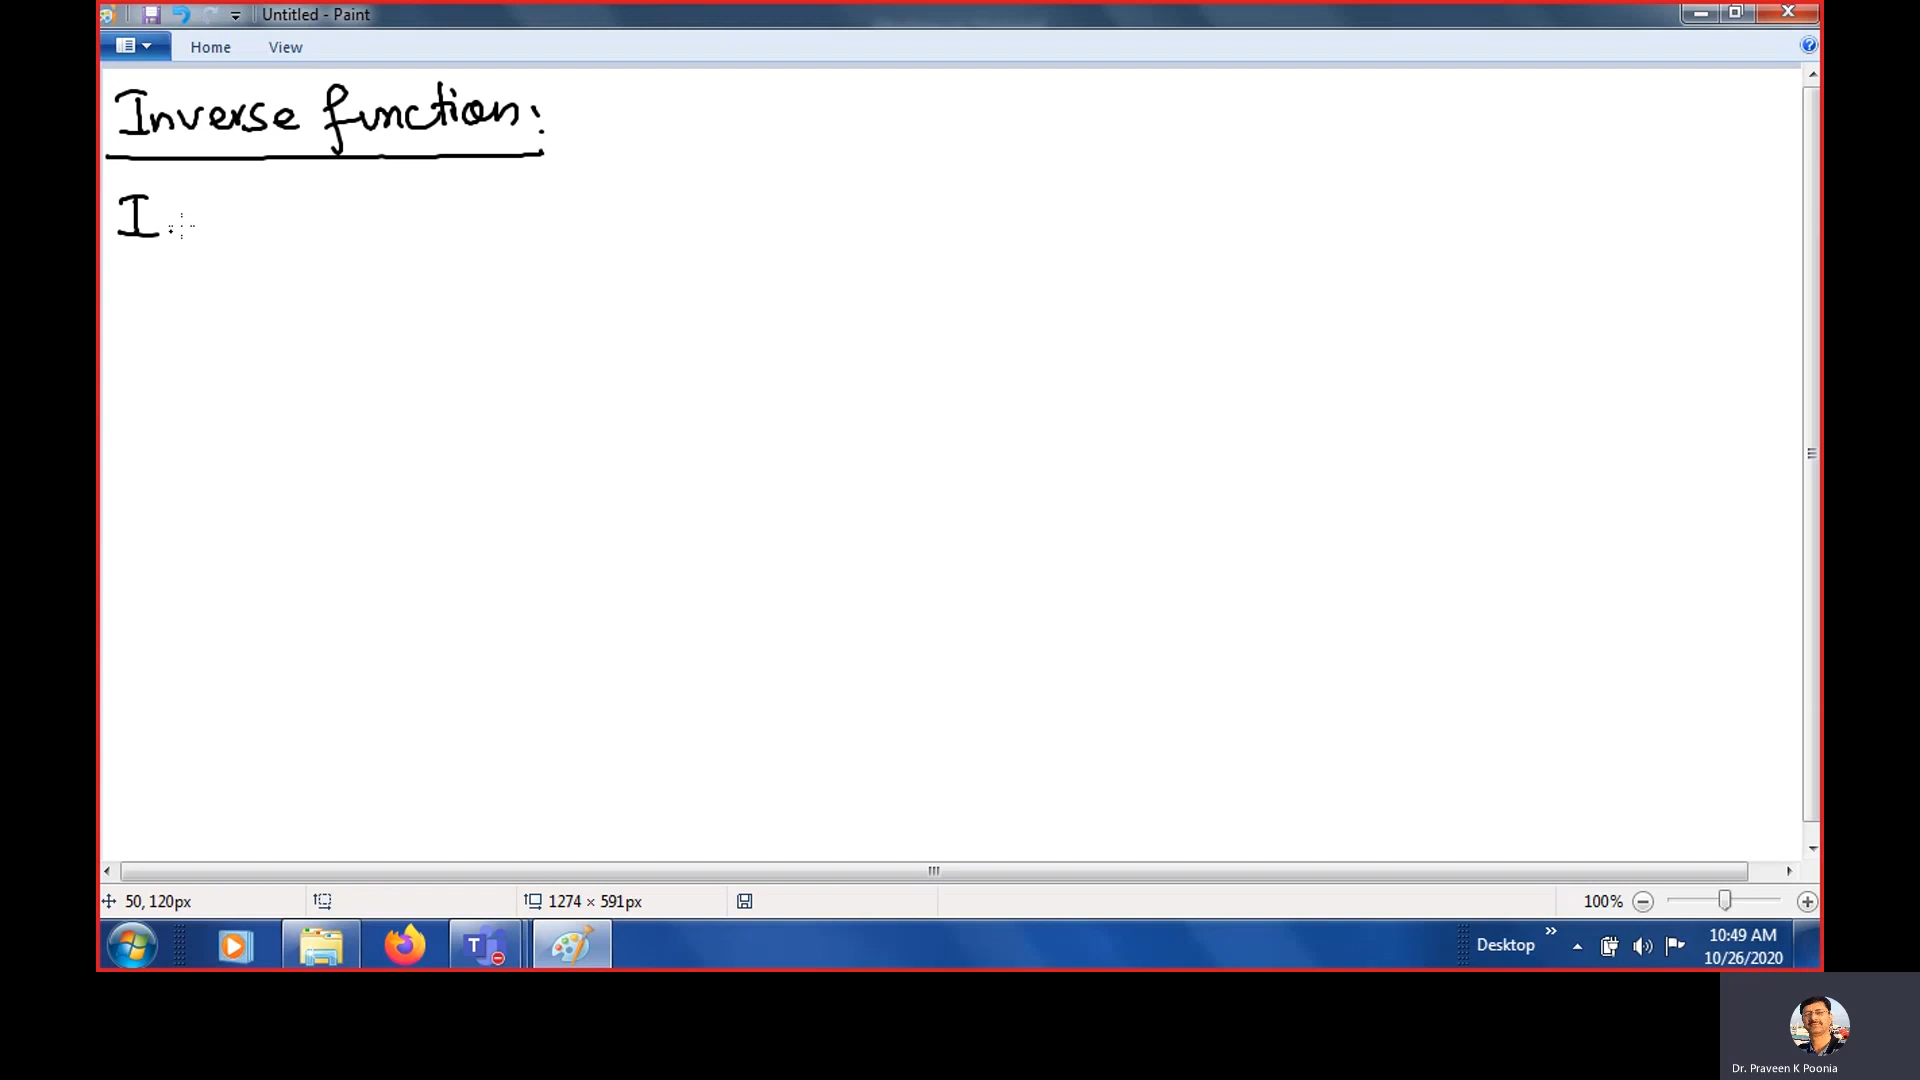 Untitled - Paint
Home View
Inverse function:
I
50, 120px
1274 × 591px
100%
T
Desktop
»
10:49 AM
10/26/2020
Dr. Praveen K Poonia